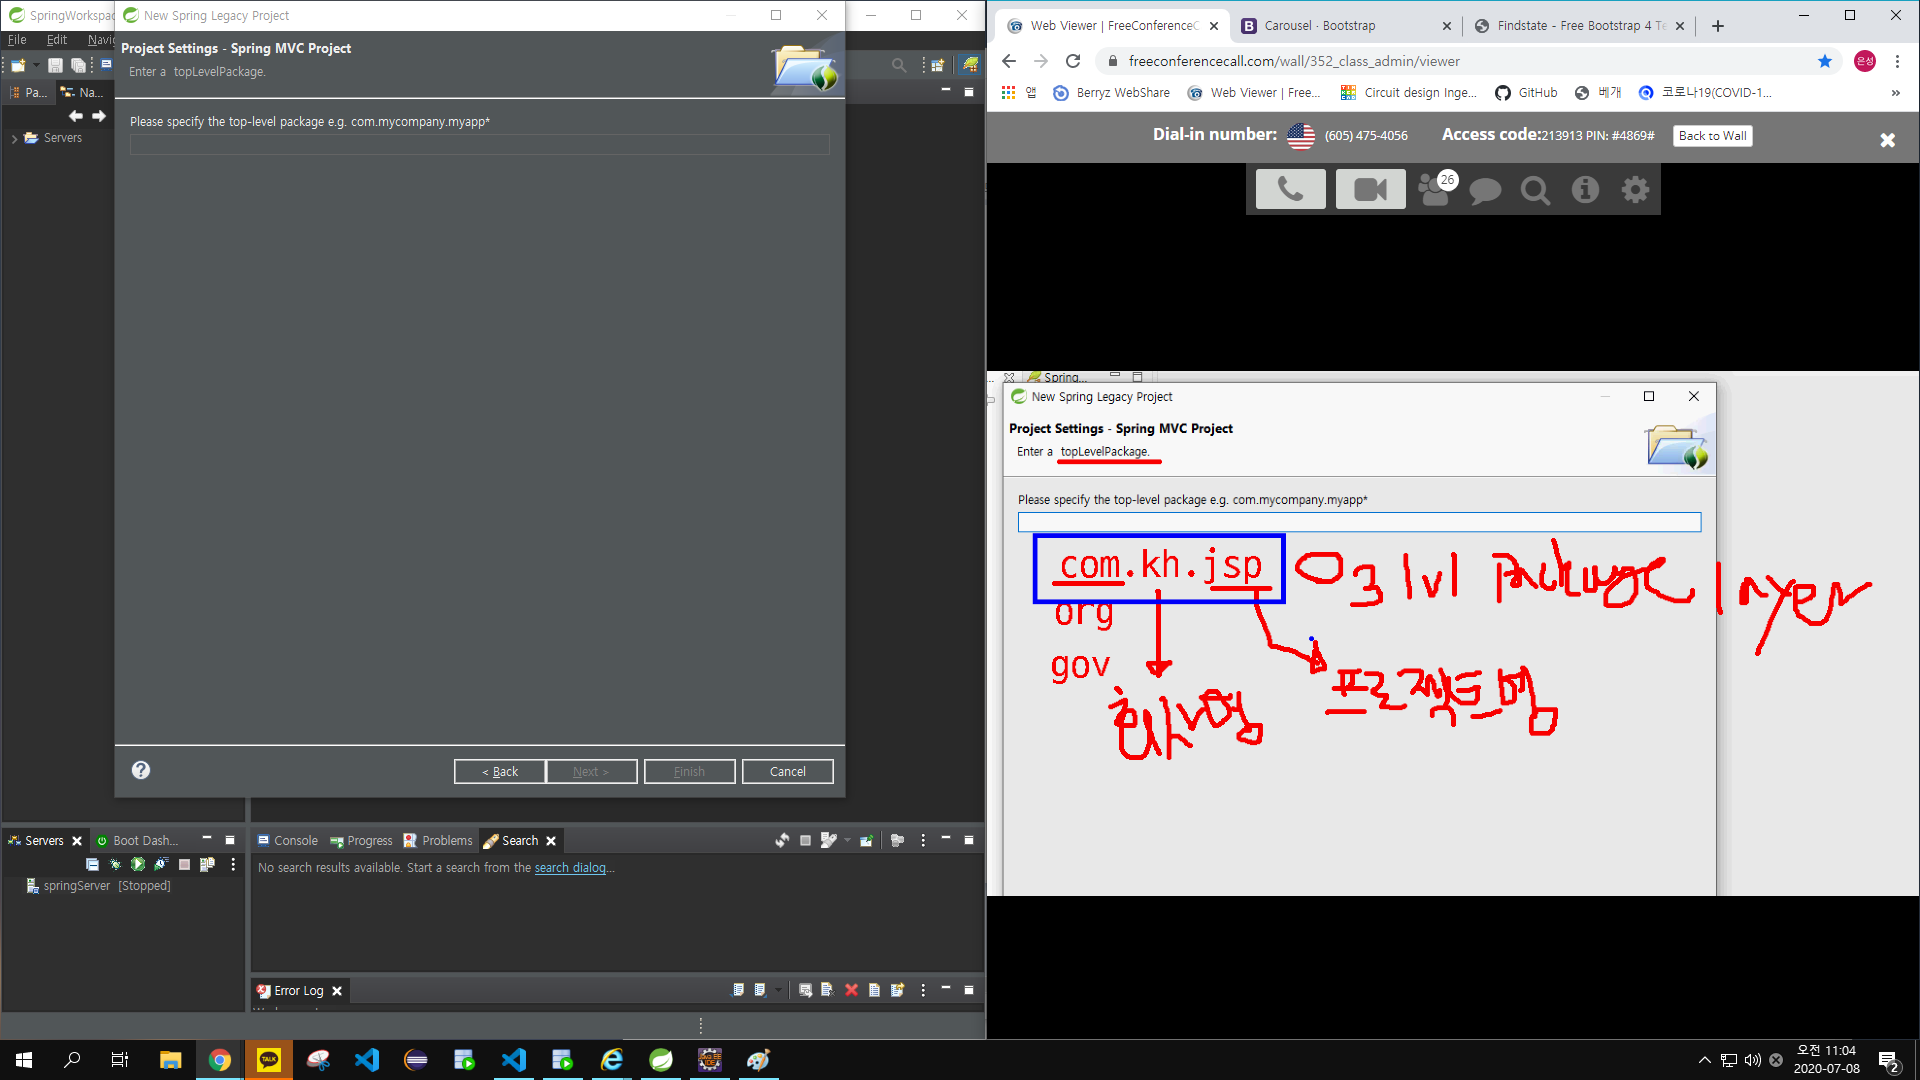 SpringWorkspac
New Spring Legacy Project
File Edit Navi
Project Settings - Spring MVC Project
Enter a topLevelPackage.
Pa... Na...
Servers
Please specify the top-level package e.g. com.mycompany.myapp*
< Back Next > Finish Cancel
Servers Boot Dash...
springServer [Stopped]
Console Progress Problems Search
No search results available. Start a search from the search dialog...
Error Log
Web Viewer | FreeConferenceC
Carousel · Bootstrap
Findstate - Free Bootstrap 4 Te
freeconferencecall.com/wall/352_class_admin/viewer
은성
앱 Berryz WebShare Web Viewer | Free... Circuit design Inge... GitHub 베개 코로나19(COVID-1...
Dial-in number: (605) 475-4056 Access code:213913 PIN: #4869# Back to Wall
26
Spring...
New Spring Legacy Project
Project Settings - Spring MVC Project
Enter a topLevelPackage.
Please specify the top-level package e.g. com.mycompany.myapp*
com.kh.jsp 3 lvl package layer
org
gov
회사명
프로젝트명
TALK
오전 11:04
2020-07-08
2